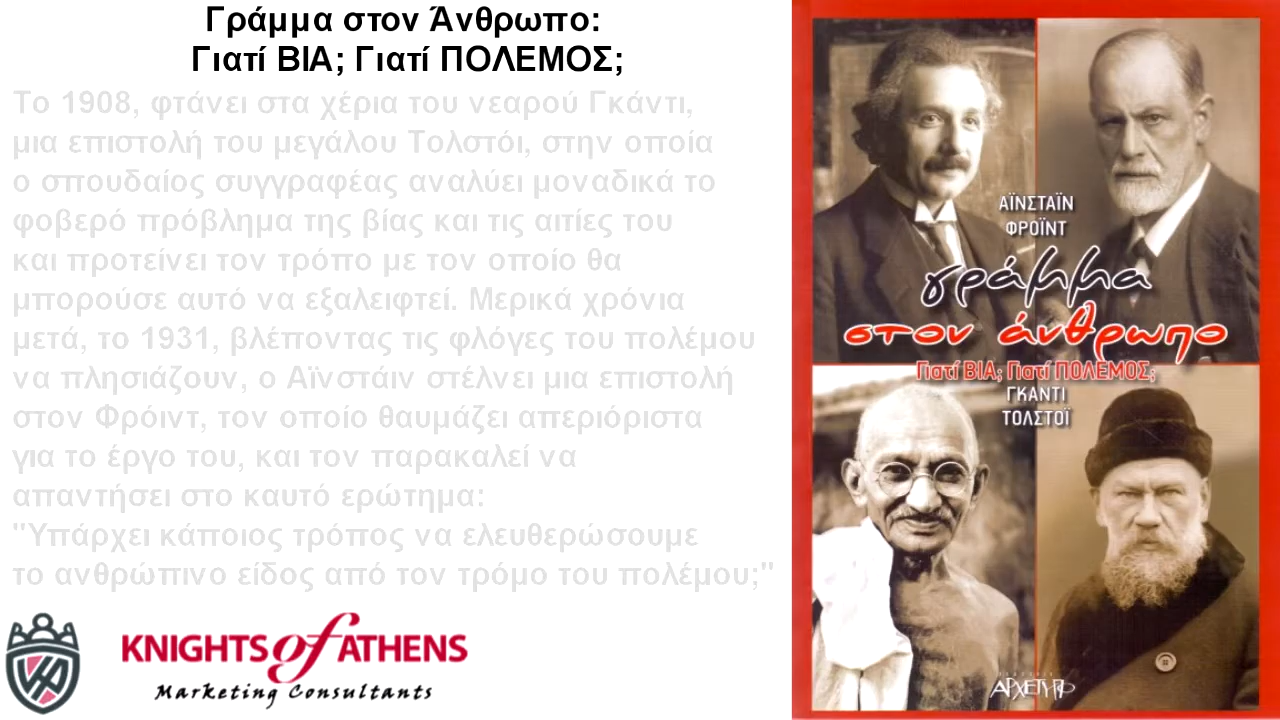 Γράμμα στον Άνθρωπο:
Γιατί ΒΙΑ; Γιατί ΠΟΛΕΜΟΣ;
Το 1908, φτάνει στα χέρια του νεαρού Γκάντι,
μια επιστολή του μεγάλου Τολστόι, στην οποία
ο σπουδαίος συγγραφέας αναλύει μοναδικά το
φοβερό πρόβλημα της βίας και τις αιτίες του
και προτείνει τον τρόπο με τον οποίο θα
μπορούσε αυτό να εξαλειφτεί. Μερικά χρόνια
μετά, το 1931, βλέποντας τις φλόγες του πολέμου
να πλησιάζουν, ο Αϊνσταϊν στέλνει μια επιστολή
στον Φρόιντ, τον οποίο θαυμάζει απεριόριστα
για το έργο του, και τον παρακαλεί να
απαντήσει στο καυτό ερώτημα:
"Υπάρχει κάποιος τρόπος να ελευθερώσουμε
το ανθρώπινο είδος από τον τρόμο του πολέμου;"
KNIGHTS of ATHENS
Marketing Consultants
ΑΪΝΣΤΑΪΝ
ΦΡΟΪΝΤ
γράμμα
στον άνθρωπο
Γιατί ΒΙΑ; Γιατί ΠΟΛΕΜΟΣ;
ΓΚΑΝΤΙ
ΤΟΛΣΤΟΪ
ΑΡΧΕΤΥΠΟ